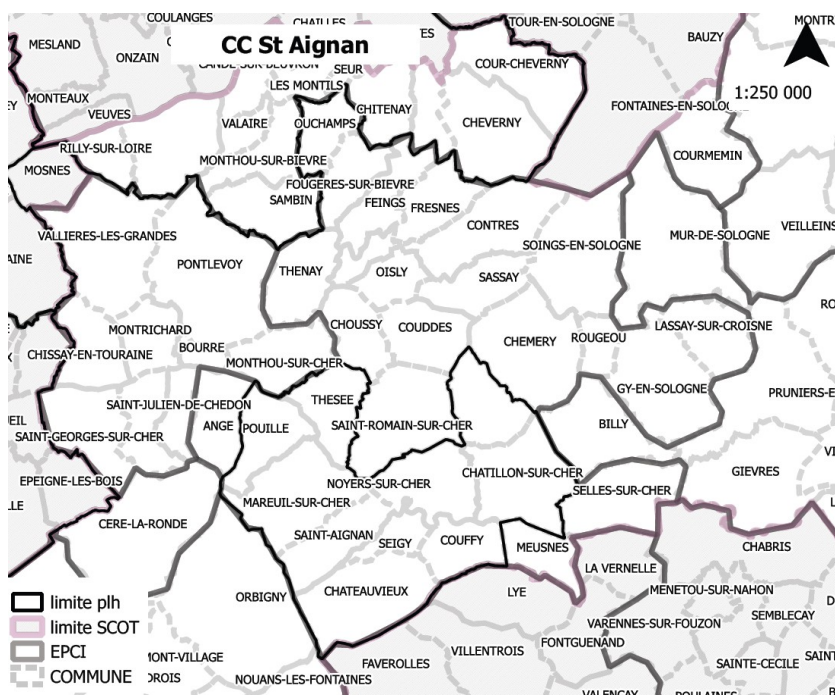 COULANGES
CHAILLES
TOUR-EN-SOLOGNE
MESLAND
ONZAIN
CC St Aignan
BAUZY
SEUR
COUR-CHEVERNY
LES MONTILS
MONTEAUX
VEUVES
1:250 000
VALAIRE
OUCHAMPS
CHITENAY
CHEVERNY
RILLY-SUR-LOIRE
MONTHOU-SUR-BIEVRE
COURMEMIN
MOSNES
FOUGERES-SUR-BIEVRE
SAMBIN
FEINGS
FRESNES
CONTRES
VALLIERES-LES-GRANDES
SOINGS-EN-SOLOGNE
MUR-DE-SOLOGNE
VEILLEINS
PONTLEVOY
THENAY
OISLY
SASSAY
MONTRICHARD
CHOUSSY
COUDDES
LASSAY-SUR-CROISNE
BOURRE
CHEMERY
ROUGEOU
CHISSAY-EN-TOURAINE
MONTHOU-SUR-CHER
GY-EN-SOLOGNE
PRUNIERS-E
SAINT-JULIEN-DE-CHEDON
THESEE
ANGE
POUILLE
SAINT-ROMAIN-SUR-CHER
BILLY
SAINT-GEORGES-SUR-CHER
CHATILLON-SUR-CHER
GIEVRES
EPEIGNE-LES-BOIS
NOYERS-SUR-CHER
SELLES-SUR-CHER
MAREUIL-SUR-CHER
CERE-LA-RONDE
SAINT-AIGNAN
SEIGY
COUFFY
MEUSNES
CHABRIS
LA VERNELLE
CHATEAUVIEUX
LYE
MENETOU-SUR-NAHON
ORBIGNY
VARENNES-SUR-FOUZON
SEMBLECAY
FONTGUENAND
VILLENTROIS
FAVEROLLES
SAINTE-CECILE
NOUANS-LES-FONTAINES
VALENCAY
limite plh
limite SCOT
EPCI
COMMUNE